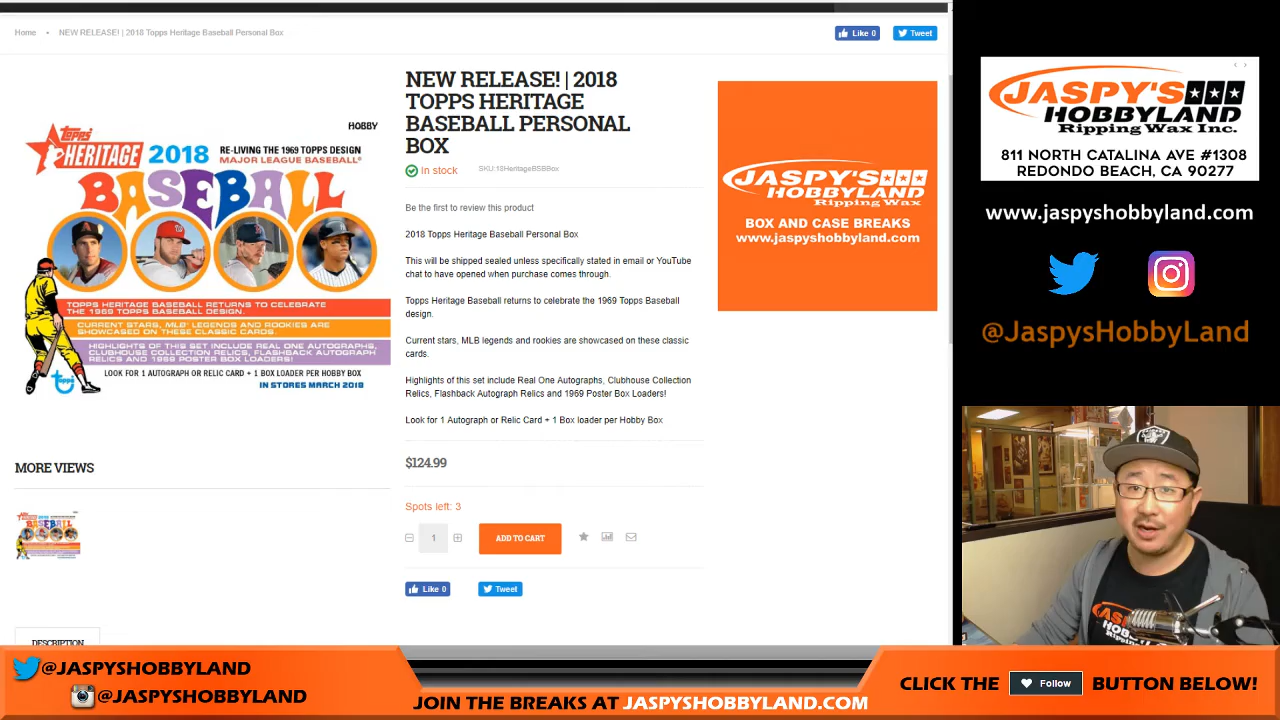 Home • NEW RELEASE! | 2018 Topps Heritage Baseball Personal Box
Like 0
Tweet
topps
HERITAGE
2018
HOBBY
RE-LIVING THE 1969 TOPPS DESIGN
MAJOR LEAGUE BASEBALL®
BASEBALL
TOPPS HERITAGE BASEBALL RETURNS TO CELEBRATE
THE 1969 TOPPS BASEBALL DESIGN.
CURRENT STARS, MLB® LEGENDS AND ROOKIES ARE
SHOWCASED ON THESE CLASSIC CARDS.
HIGHLIGHTS OF THIS SET INCLUDE REAL ONE AUTOGRAPHS,
CLUBHOUSE COLLECTION RELICS, FLASHBACK AUTOGRAPH
RELICS AND 1969 POSTER BOX LOADERS!
LOOK FOR 1 AUTOGRAPH OR RELIC CARD + 1 BOX LOADER PER HOBBY BOX
topps
IN STORES MARCH 2018
MORE VIEWS
DESCRIPTION
NEW RELEASE! | 2018
TOPPS HERITAGE
BASEBALL PERSONAL
BOX
In stock
SKU:18HeritageBSBBox
Be the first to review this product
2018 Topps Heritage Baseball Personal Box
This will be shipped sealed unless specifically stated in email or YouTube
chat to have opened when purchase comes through.
Topps Heritage Baseball returns to celebrate the 1969 Topps Baseball
design.
Current stars, MLB legends and rookies are showcased on these classic
cards.
Highlights of this set include Real One Autographs, Clubhouse Collection
Relics, Flashback Autograph Relics and 1969 Poster Box Loaders!
Look for 1 Autograph or Relic Card + 1 Box loader per Hobby Box
$124.99
Spots left: 3
1
ADD TO CART
Like 0
Tweet
JASPY'S
HOBBYLAND
Ripping Wax
BOX AND CASE BREAKS
www.jaspyshobbyland.com
JASPY'S
HOBBYLAND
Ripping Wax Inc.
811 NORTH CATALINA AVE #1308
REDONDO BEACH, CA 90277
www.jaspyshobbyland.com
@JaspysHobbyLand
@JASPYSHOBBYLAND
@JASPYSHOBBYLAND
JOIN THE BREAKS AT JASPYSHOBBYLAND.COM
CLICK THE
Follow
BUTTON BELOW!